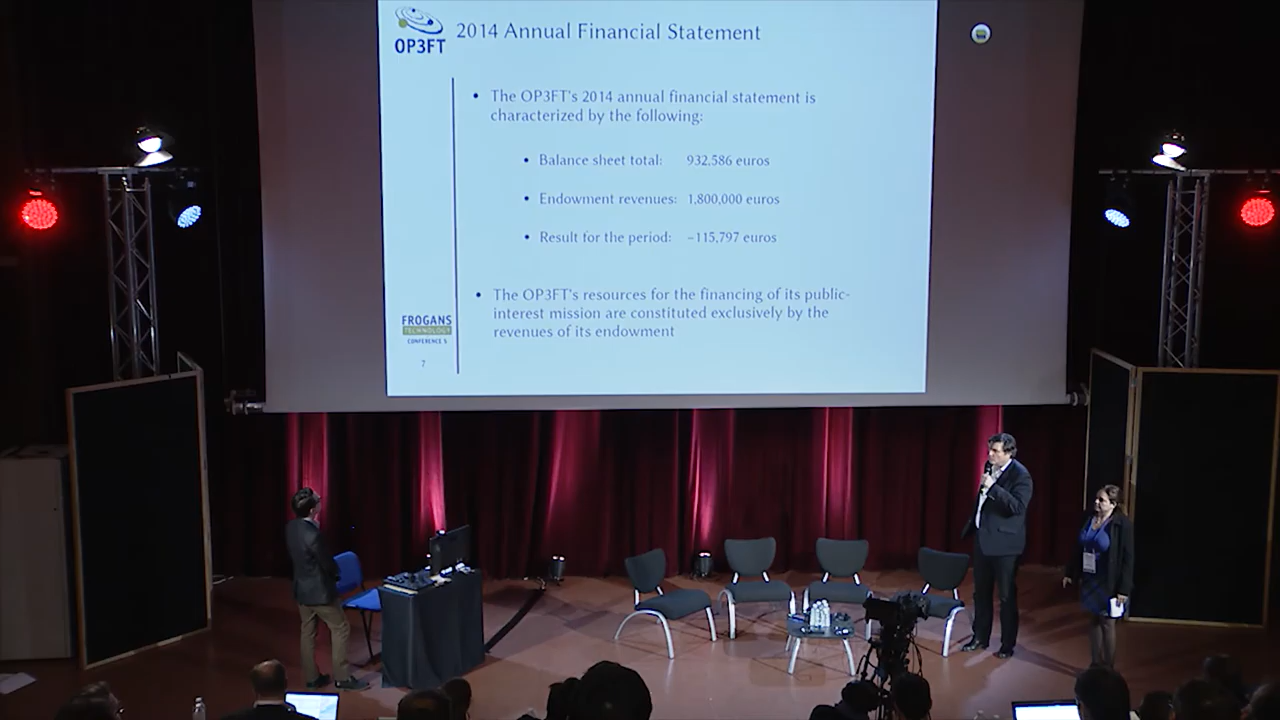 OP3FT
2014 Annual Financial Statement
• The OP3FT's 2014 annual financial statement is
characterized by the following:
• Balance sheet total: 932,586 euros
• Endowment revenues: 1,800,000 euros
• Result for the period: –115,797 euros
• The OP3FT's resources for the financing of its public-
interest mission are constituted exclusively by the
revenues of its endowment
FROGANS
TECHNOLOGY
CONFERENCE 5
7